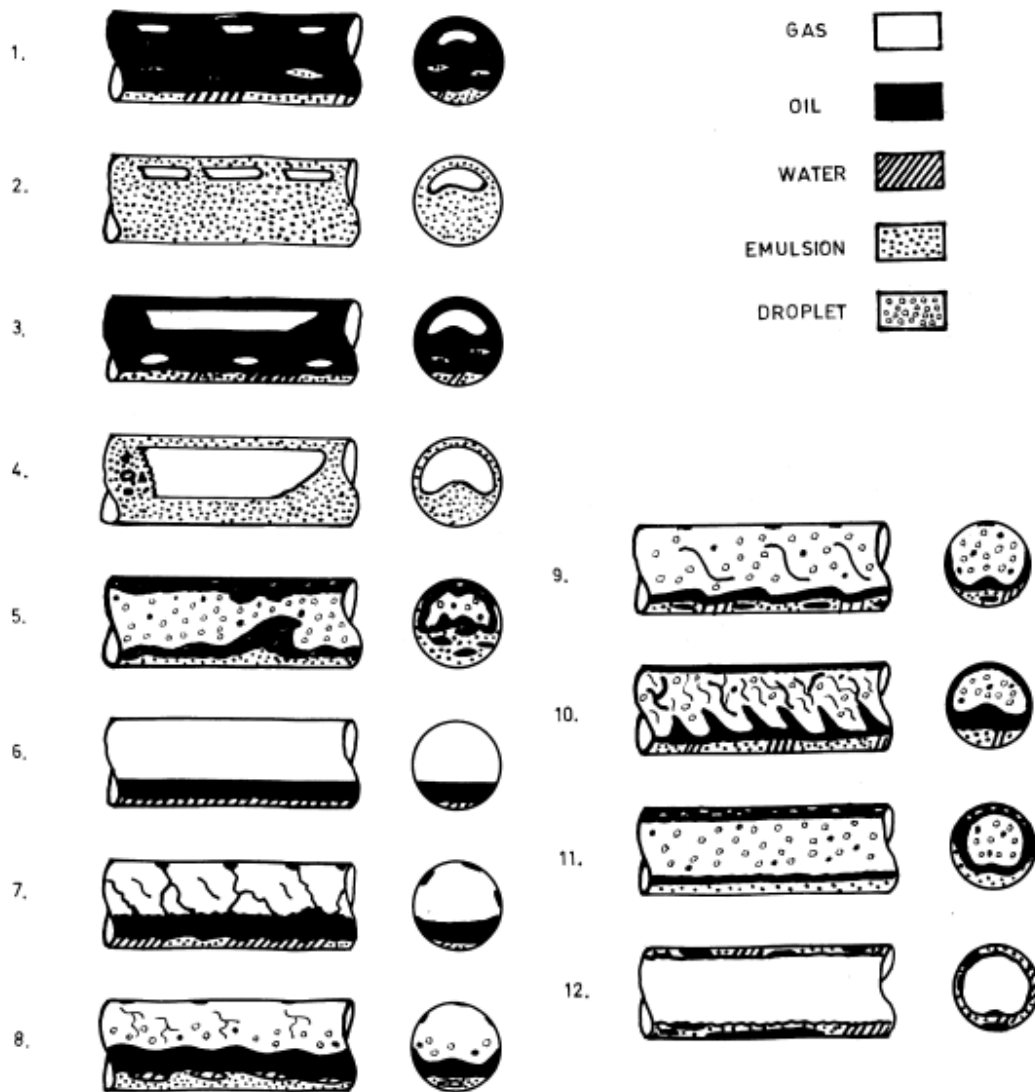 1.
2.
3.
4.
5.
6.
7.
8.
9.
10.
11.
12.
GAS
OIL
WATER
EMULSION
DROPLET